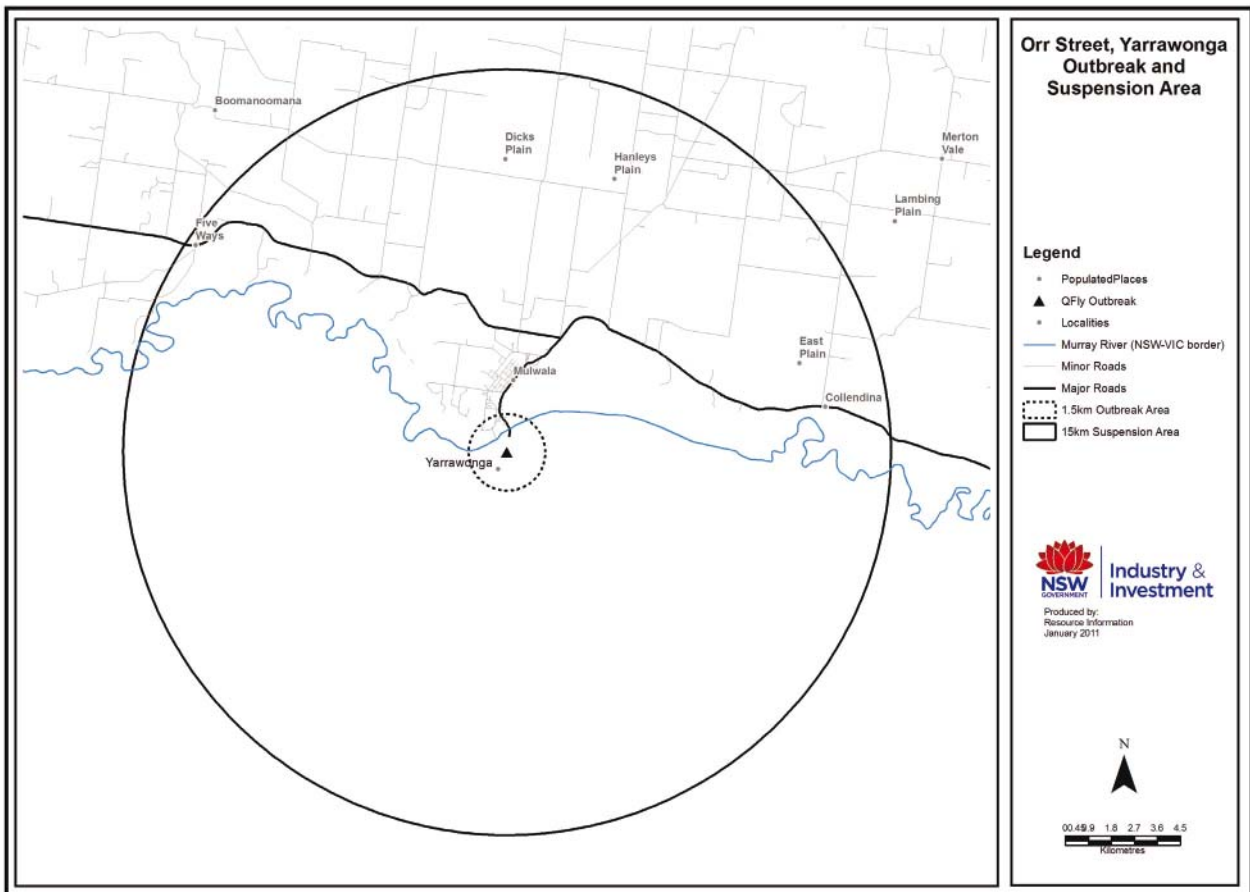 Orr Street, Yarrawonga
Outbreak and
Suspension Area
Boomanoomana
Dicks
Plain
Hanleys
Plain
Merton
Vale
Lambing
Plain
Five
Ways
East
Plain
Mulwala
Collendina
Yarrawonga
Legend
PopulatedPlaces
QFly Outbreak
Localities
Murray River (NSW-VIC border)
Minor Roads
Major Roads
1.5km Outbreak Area
15km Suspension Area
NSW
GOVERNMENT
Industry &
Investment
Produced by:
Resource Information
January 2011
N
00.450.9 1.8 2.7 3.6 4.5
Kilometres